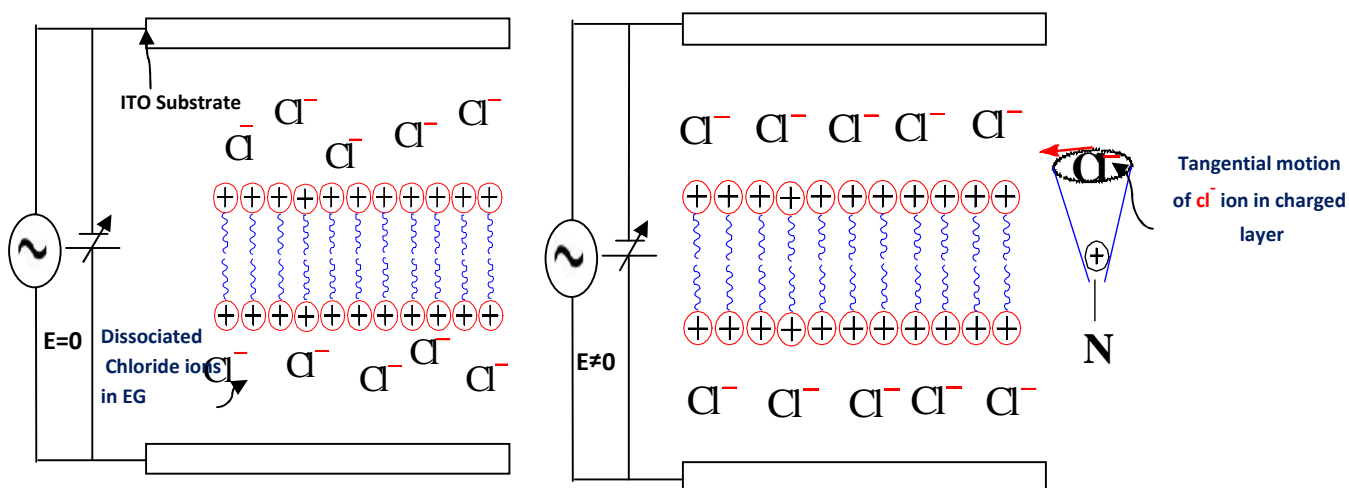 ITO Substrate
Cl⁻ Cl⁻ Cl⁻ Cl⁻ Cl⁻
+ + + + + + + + + +
+ + + + + + + + + +
E=0
Dissociated
Chloride ions
in EG
Cl⁻ Cl⁻ Cl⁻ Cl⁻ Cl⁻
Cl⁻ Cl⁻ Cl⁻ Cl⁻ Cl⁻
+ + + + + + + + + +
+ + + + + + + + + +
E≠0
Cl⁻ Cl⁻ Cl⁻ Cl⁻ Cl⁻
Cl⁻
+
N
Tangential motion
of cl⁻ ion in charged
layer